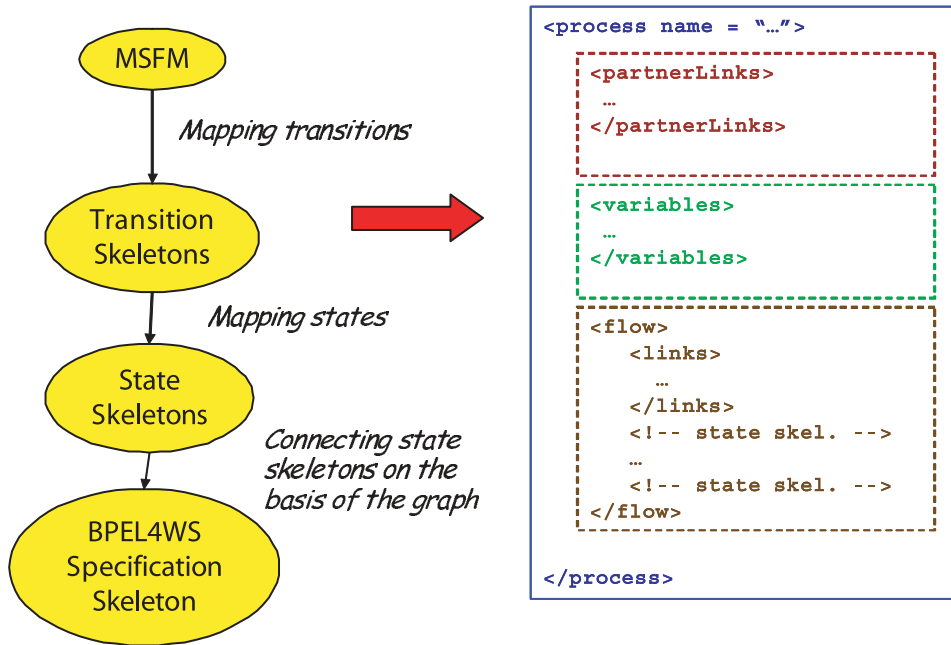 MSFM
Mapping transitions
Transition
Skeletons
Mapping states
State
Skeletons
Connecting state
skeletons on the
basis of the graph
BPEL4WS
Specification
Skeleton
<process name = “…”>
<partnerLinks>
…
</partnerLinks>
<variables>
…
</variables>
<flow>
<links>
…
</links>
<!-- state skel. -->
…
<!-- state skel. -->
</flow>
</process>